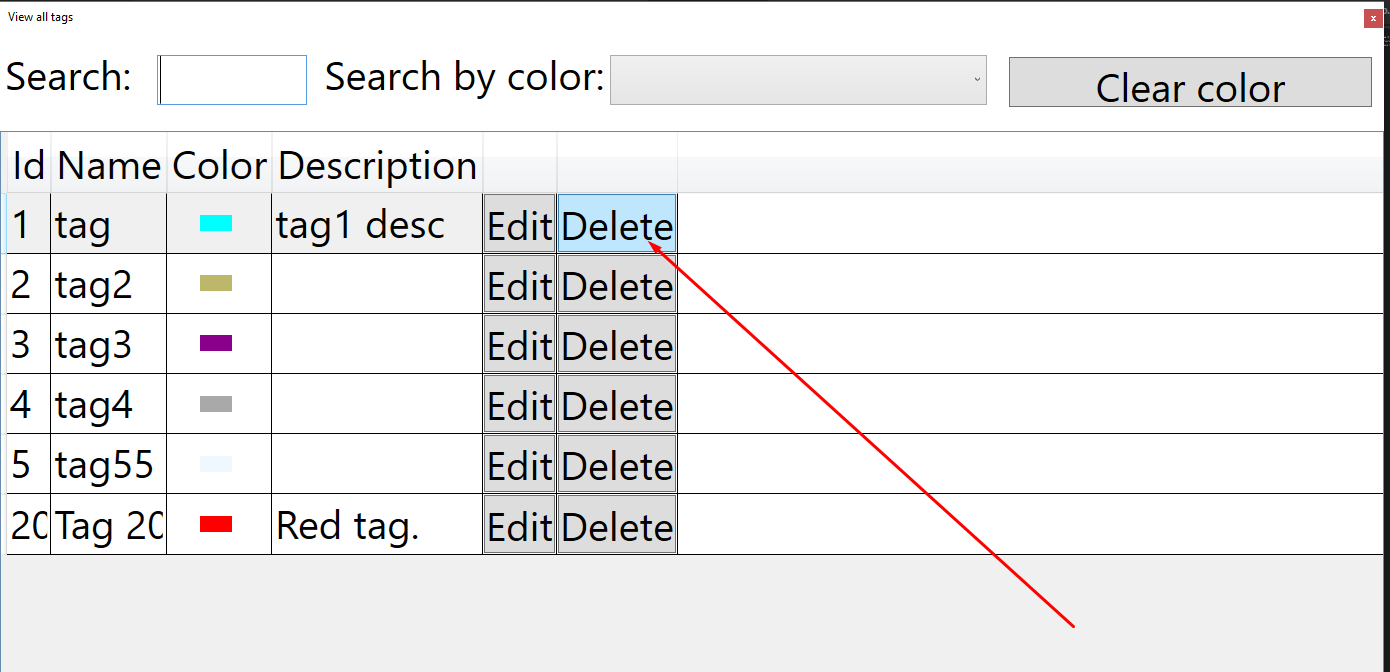 View all tags
x
Search: Search by color: Clear color
Id Name Color Description
1 tag tag1 desc Edit Delete
2 tag2 Edit Delete
3 tag3 Edit Delete
4 tag4 Edit Delete
5 tag55 Edit Delete
20 Tag 20 Red tag. Edit Delete